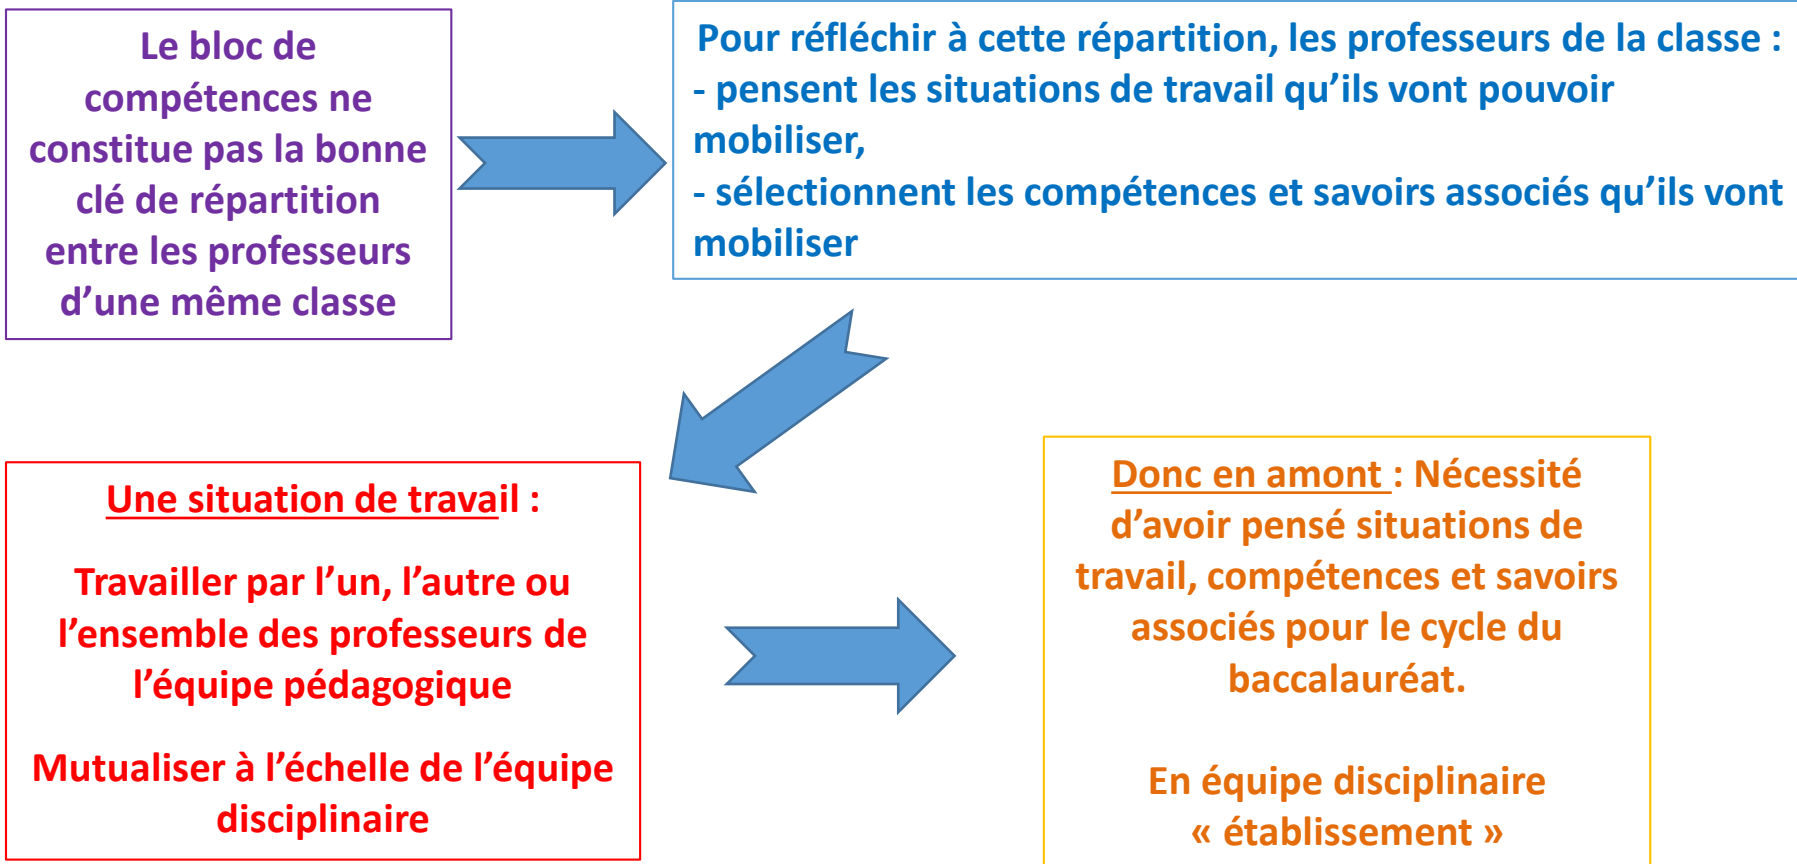 Le bloc de
compétences ne
constitue pas la bonne
clé de répartition
entre les professeurs
d’une même classe
Pour réfléchir à cette répartition, les professeurs de la classe :
- pensent les situations de travail qu’ils vont pouvoir
mobiliser,
- sélectionnent les compétences et savoirs associés qu’ils vont
mobiliser
Une situation de travail :
Travailler par l’un, l’autre ou
l’ensemble des professeurs de
l’équipe pédagogique
Mutualiser à l’échelle de l’équipe
disciplinaire
Donc en amont : Nécessité
d’avoir pensé situations de
travail, compétences et savoirs
associés pour le cycle du
baccalauréat.
En équipe disciplinaire
« établissement »